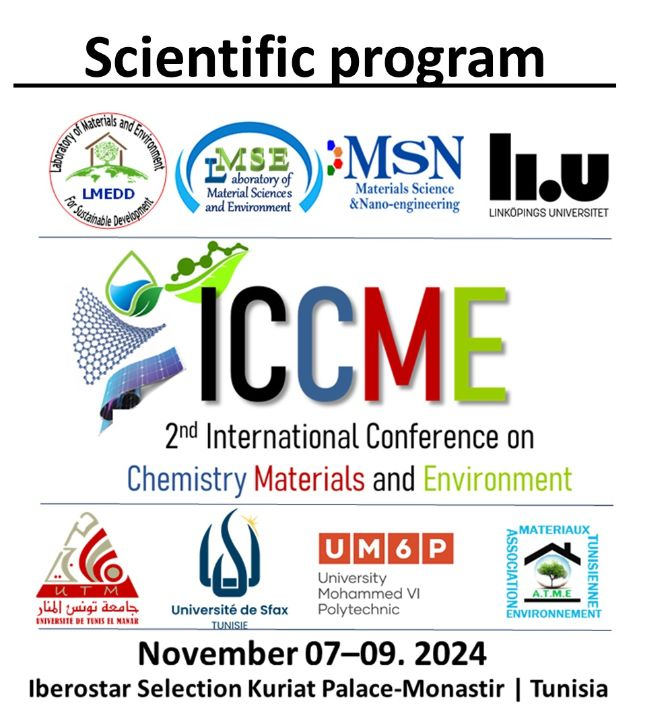 Scientific program
Laboratory of Materials and Environment
LMEDD
For Sustainable Development
LMSE
Laboratory of
Material Sciences
and Environment
MSN
Materials Science
&Nano-engineering
li.u
LINKÖPINGS UNIVERSITET
ICCME
2nd International Conference on
Chemistry Materials and Environment
UTM
جامعة تونس المنار
UNIVERSITÉ DE TUNIS EL MANAR
Université de Sfax
TUNISIE
UM6P
University
Mohammed VI
Polytechnic
MATERIAUX
ASSOCIATION
TUNISIENNE
A.T.M.E
ENVIRONNEMENT
November 07–09. 2024
Iberostar Selection Kuriat Palace-Monastir | Tunisia